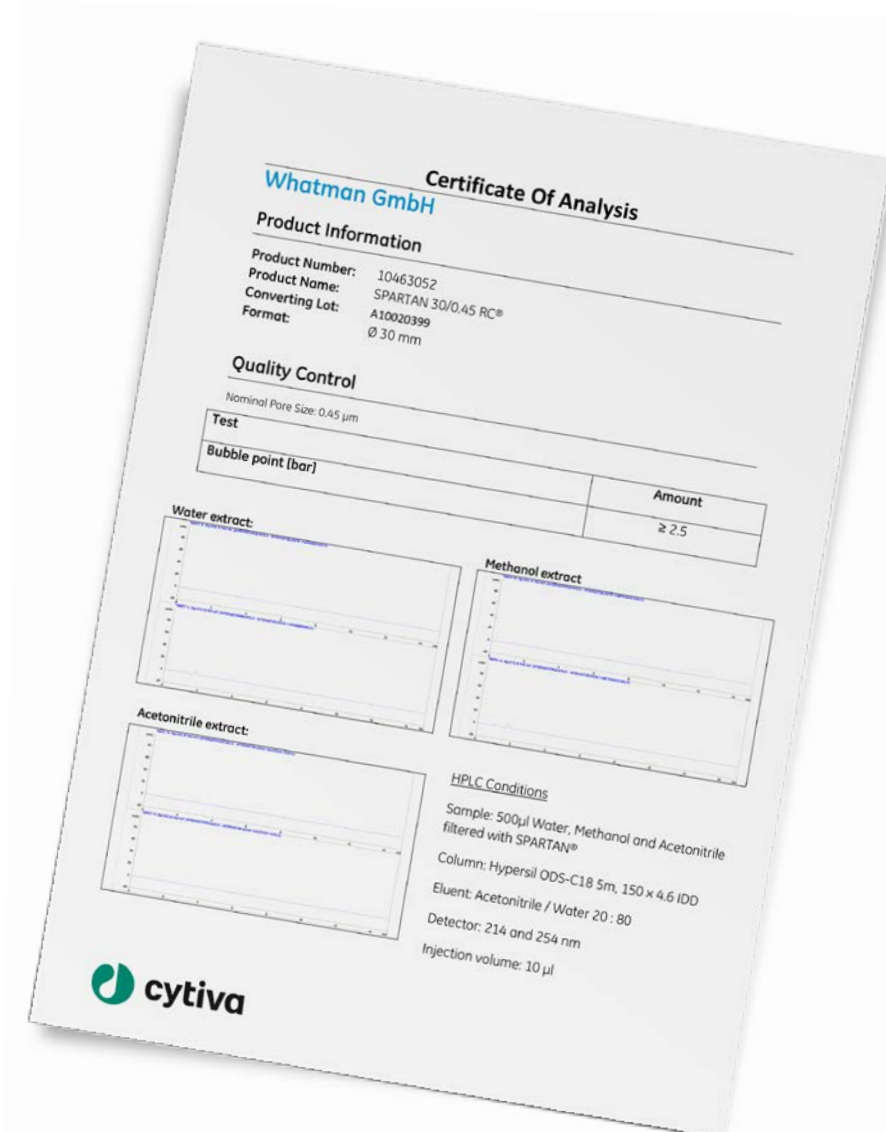 Certificate Of Analysis
Whatman GmbH
Product Information
Product Number: 10463052
Product Name: SPARTAN 30/0.45 RC®
Converting Lot: A10020399
Format: Ø 30 mm
Quality Control
Nominal Pore Size: 0.45 µm
Test Amount
Bubble point [bar] ≥ 2.5
Water extract:
Methanol extract
Acetonitrile extract:
HPLC Conditions
Sample: 500µl Water, Methanol and Acetonitrile
filtered with SPARTAN®
Column: Hypersil ODS-C18 5m, 150 × 4.6 IDD
Eluent: Acetonitrile / Water 20 : 80
Detector: 214 and 254 nm
Injection volume: 10 µl
cytiva